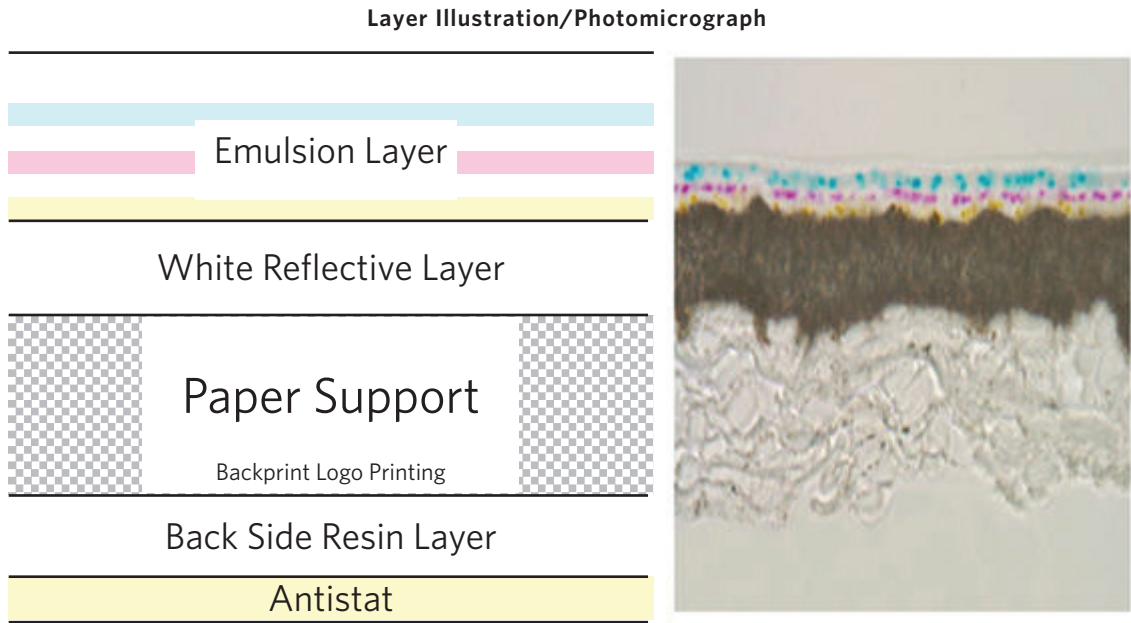 Layer Illustration/Photomicrograph
Emulsion Layer
White Reflective Layer
Paper Support
Backprint Logo Printing
Back Side Resin Layer
Antistat